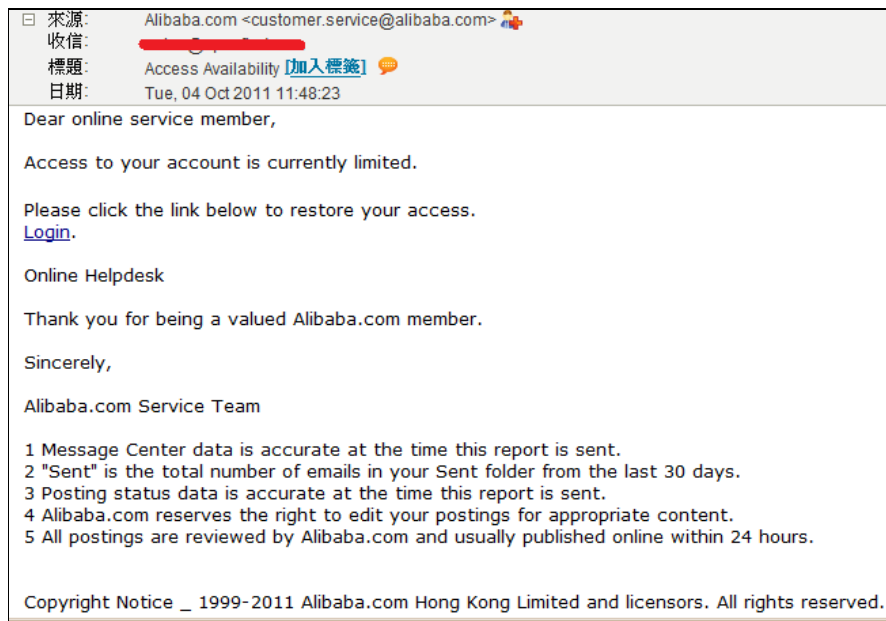 來源: Alibaba.com <customer.service@alibaba.com>
收信:
標題: Access Availability [加入標籤]
日期: Tue, 04 Oct 2011 11:48:23
Dear online service member,
Access to your account is currently limited.
Please click the link below to restore your access.
Login.
Online Helpdesk
Thank you for being a valued Alibaba.com member.
Sincerely,
Alibaba.com Service Team
1 Message Center data is accurate at the time this report is sent.
2 "Sent" is the total number of emails in your Sent folder from the last 30 days.
3 Posting status data is accurate at the time this report is sent.
4 Alibaba.com reserves the right to edit your postings for appropriate content.
5 All postings are reviewed by Alibaba.com and usually published online within 24 hours.
Copyright Notice _ 1999-2011 Alibaba.com Hong Kong Limited and licensors. All rights reserved.